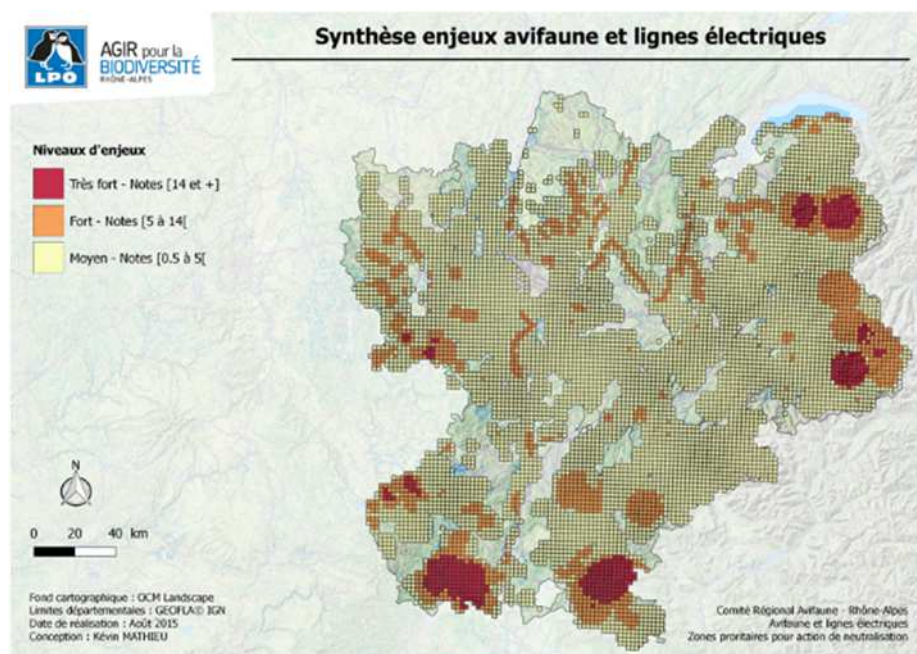 Synthèse enjeux avifaune et lignes électriques
LPO
AGIR pour la
BIODIVERSITÉ
RHÔNE-ALPES
Niveaux d'enjeux
Très fort - Notes [14 et +]
Fort - Notes [5 à 14[
Moyen - Notes [0.5 à 5[
N
0 20 40 km
Fond cartographique : OCM Landscape
Limites départementales : GEOFLA© IGN
Date de réalisation : Août 2015
Conception : Kévin MATHIEU
Comité Régional Avifaune - Rhône-Alpes
Avifaune et lignes électriques
Zones prioritaires pour action de neutralisation